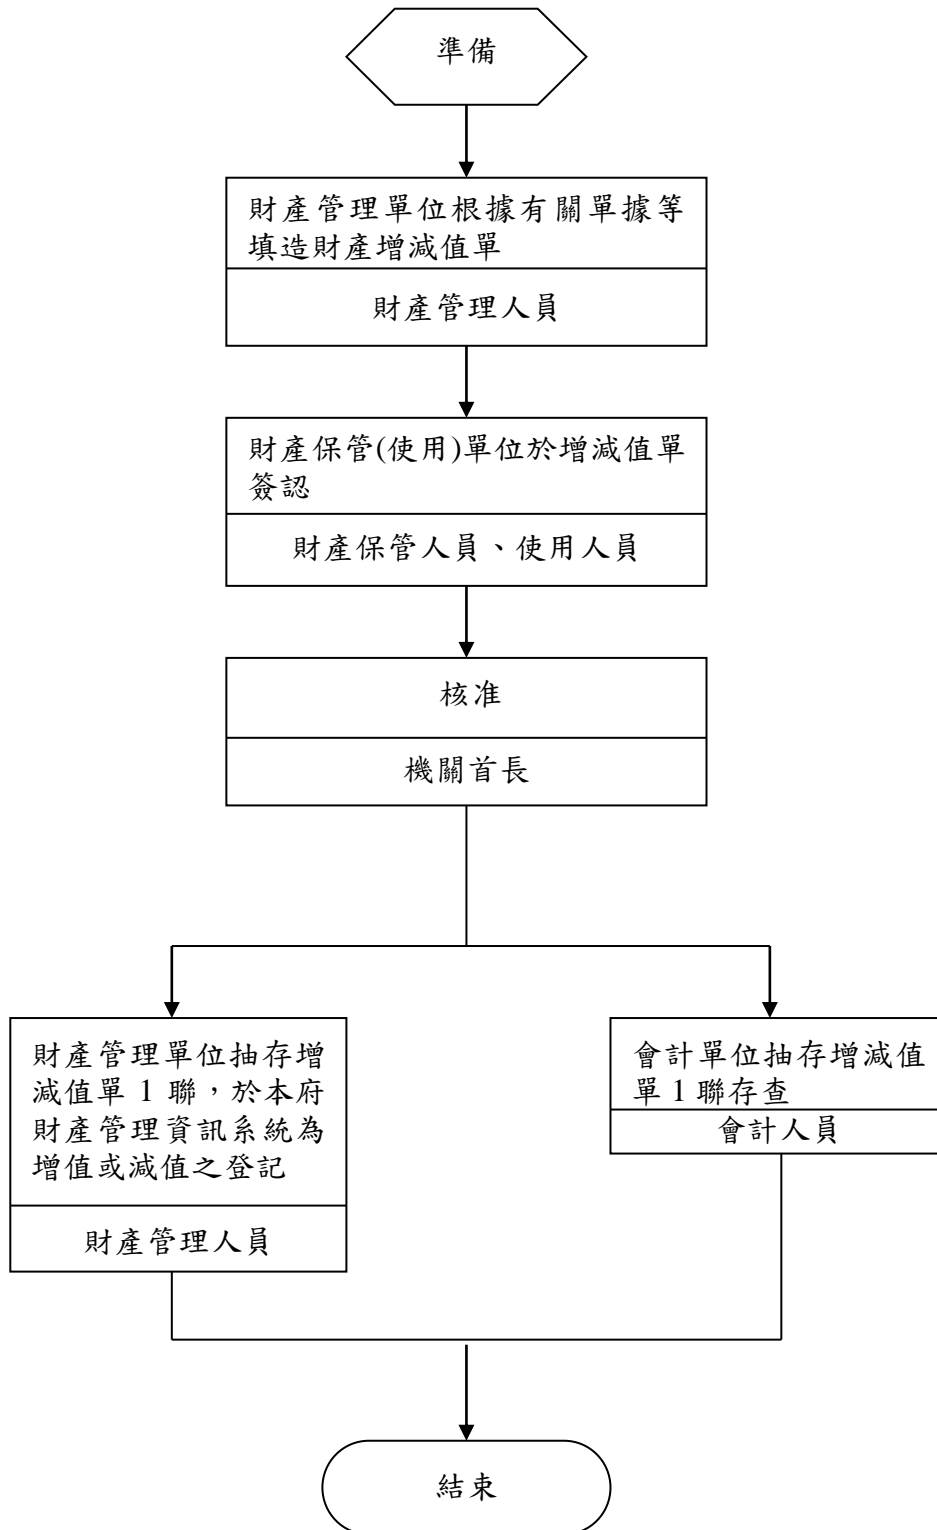 準備
財產管理單位根據有關單據等
填造財產增減值單
財產管理人員
財產保管(使用)單位於增減值單
簽認
財產保管人員、使用人員
核准
機關首長
財產管理單位抽存增
減值單 1 聯，於本府
財產管理資訊系統為
增值或減值之登記
財產管理人員
會計單位抽存增減值
單 1 聯存查
會計人員
結束